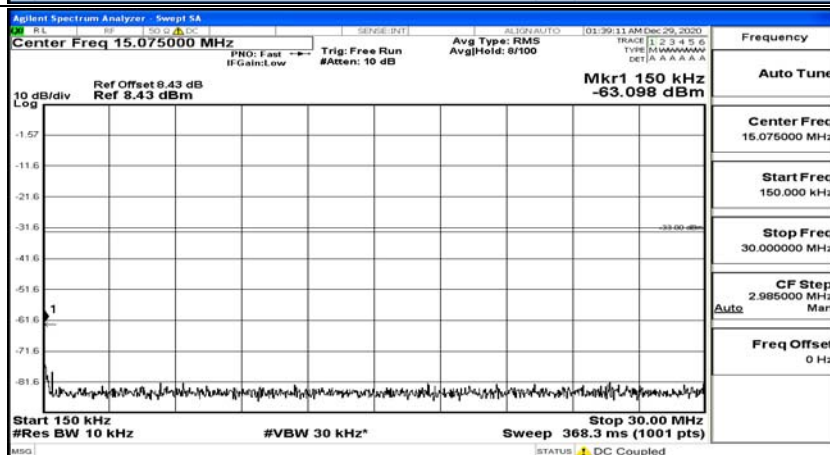 Agilent Spectrum Analyzer - Swept SA
RL RF 50 Ω DC SENSE:INT ALIGNAUTO 01:39:11 AM Dec 29, 2020
Center Freq 15.075000 MHz
PNO: Fast
IFGain:Low
Trig: Free Run
#Atten: 10 dB
Avg Type: RMS
Avg|Hold: 8/100
TRACE 1 2 3 4 5 6
TYPE M WWWWW
DET A A A A A A
Ref Offset 8.43 dB
10 dB/div Ref 8.43 dBm
Log
Mkr1 150 kHz
-63.098 dBm
-1.57
-11.6
-21.6
-31.6
-33.00 dBm
-41.6
-51.6
1
-61.6
-71.6
-81.6
Start 150 kHz Stop 30.00 MHz
#Res BW 10 kHz #VBW 30 kHz* Sweep 368.3 ms (1001 pts)
MSG STATUS DC Coupled
Frequency
Auto Tune
Center Freq
15.075000 MHz
Start Freq
150.000 kHz
Stop Freq
30.000000 MHz
CF Step
2.985000 MHz
Auto Man
Freq Offset
0 Hz